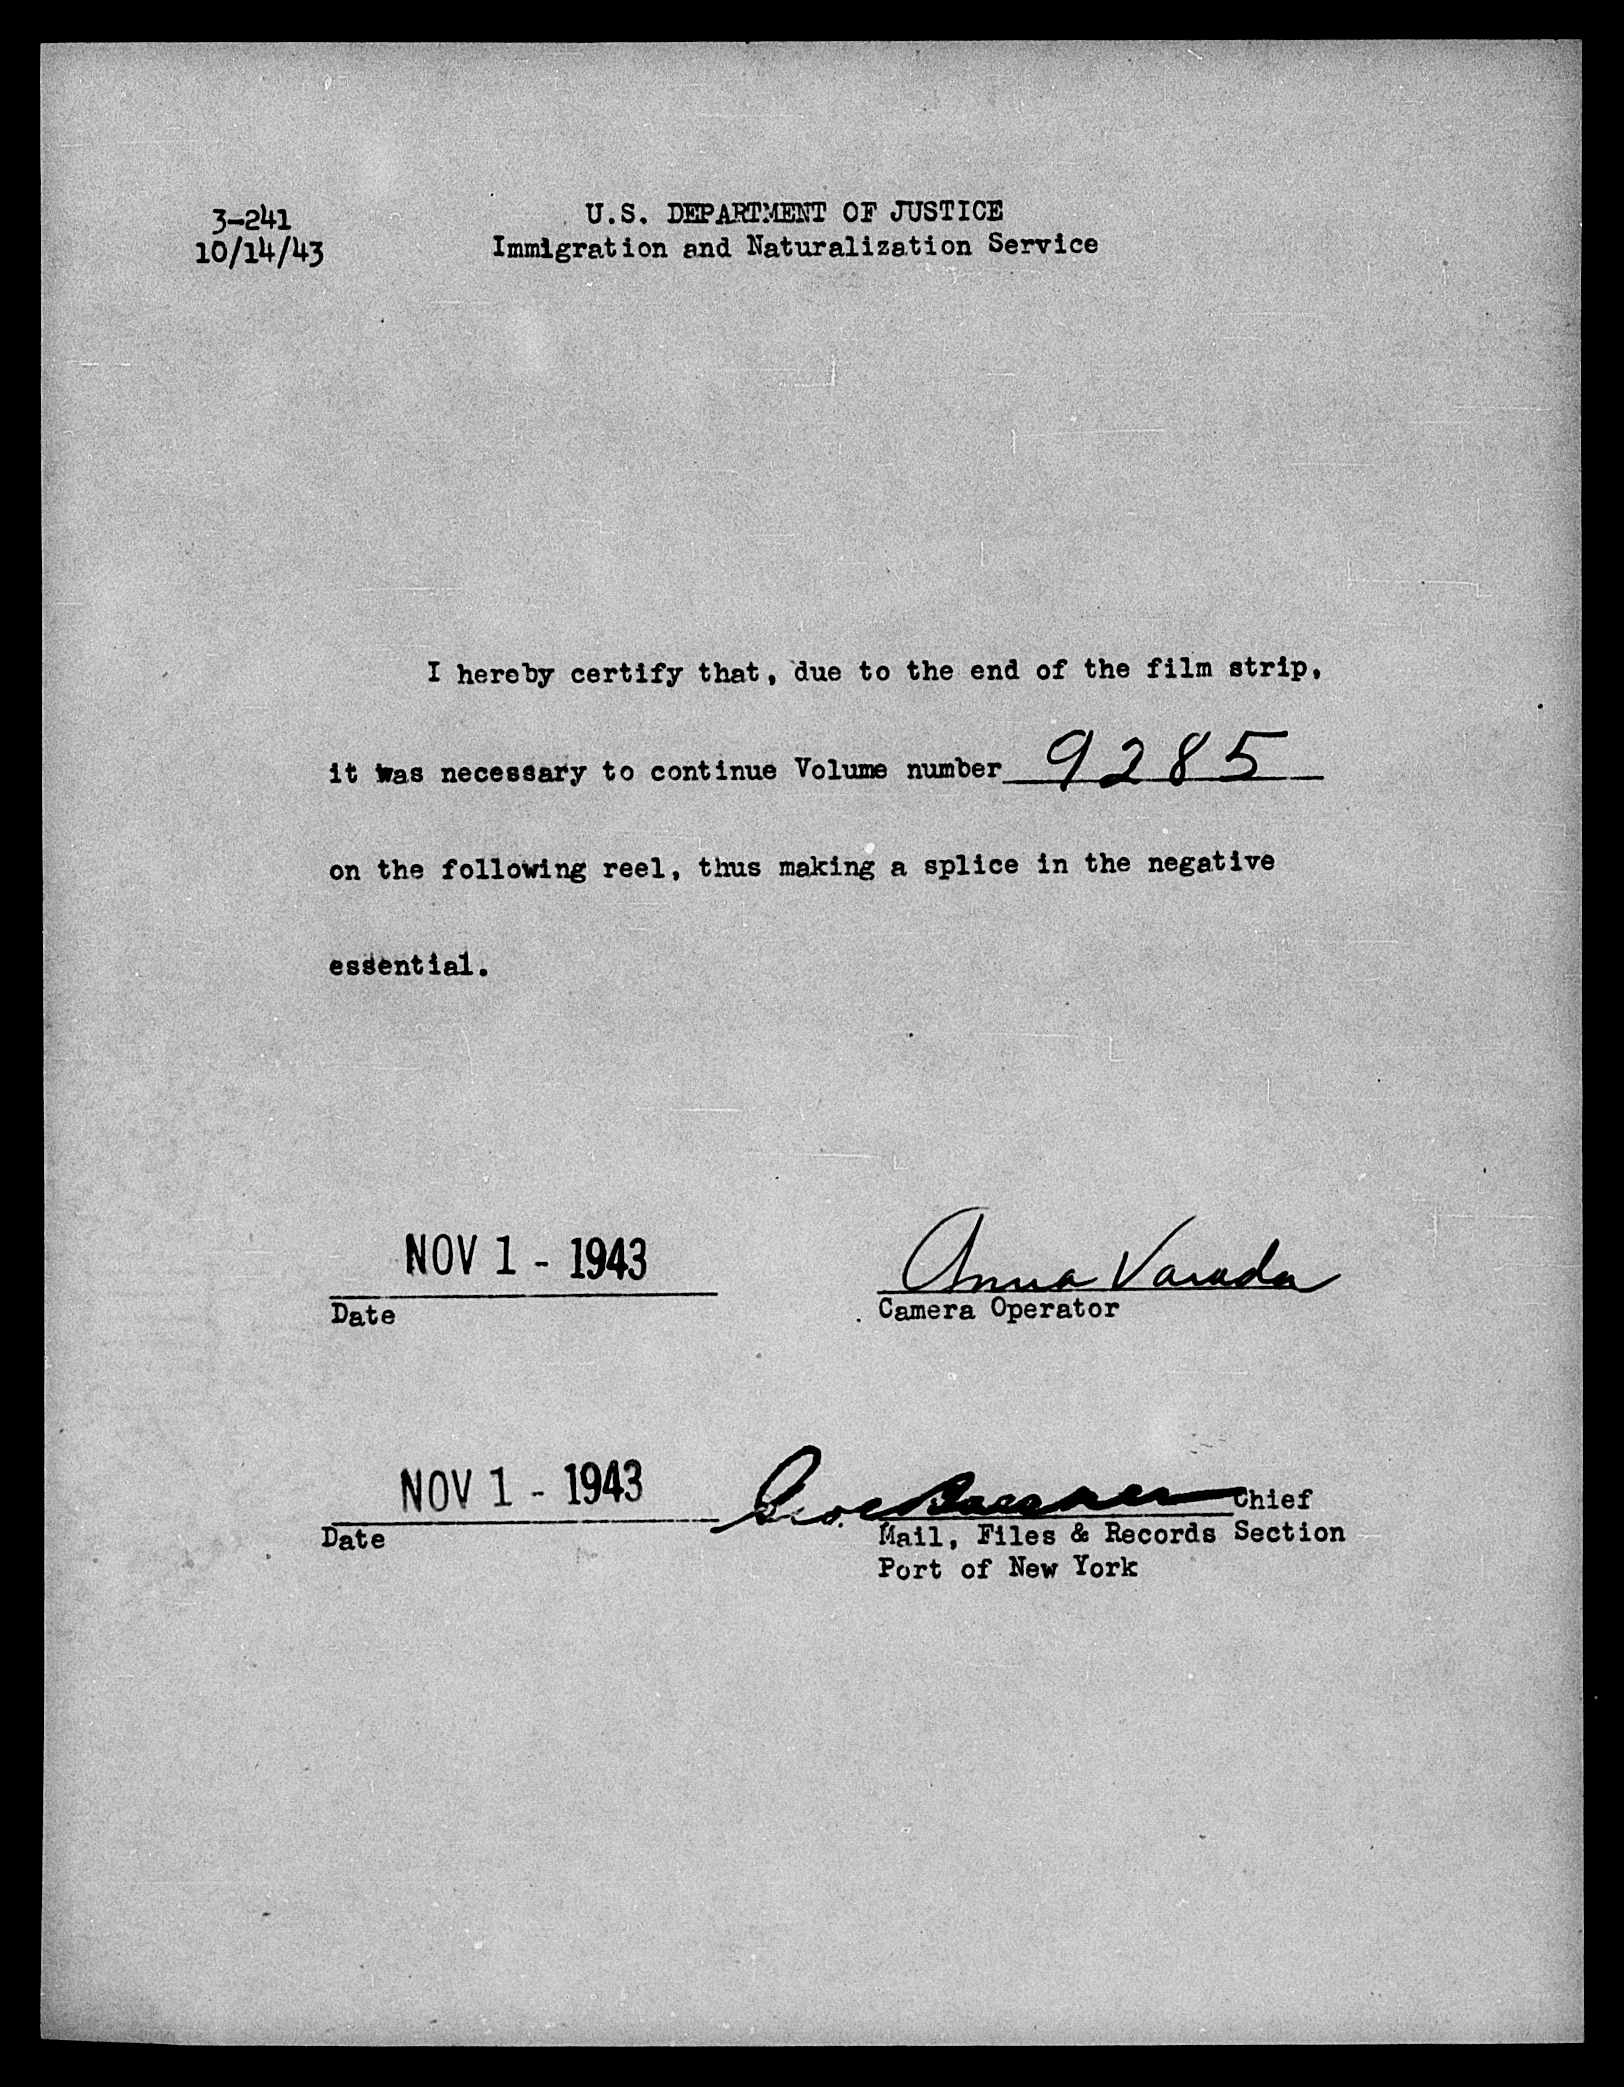 3-241
10/14/43
U.S. DEPARTMENT OF JUSTICE
Immigration and Naturalization Service
I hereby certify that, due to the end of the film strip,
it was necessary to continue Volume number 9285
on the following reel, thus making a splice in the negative
essential.
NOV 1 - 1943
Date
Anna Varada
Camera Operator
NOV 1 - 1943
Date
Chief
Mail, Files & Records Section
Port of New York